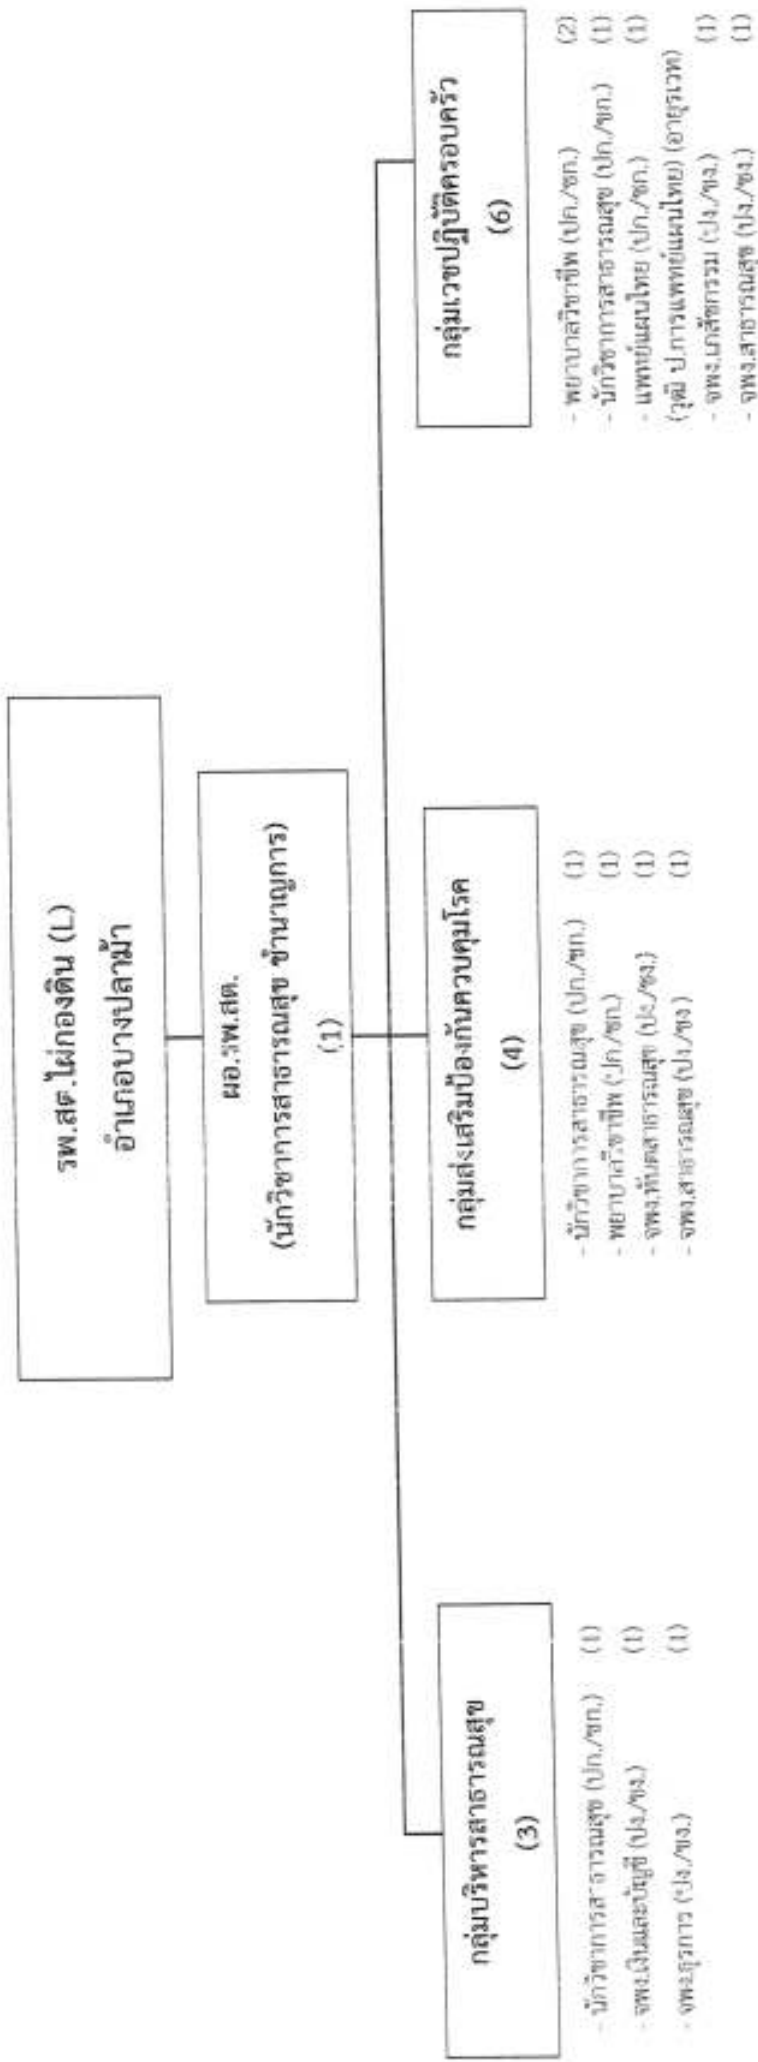 รพ.สต.ไผ่กองดิน (L)
อำเภอบางปลาม้า
ผอ.รพ.สต.
(นักวิชาการสาธารณสุข ชำนาญการ)
(1)
กลุ่มบริหารสาธารณสุข
(3)
- นักวิชาการสาธารณสุข (ปก./ชก.) (1)
- จพง.เงินและบัญชี (ปง./ชง.) (1)
- จพง.ธุรการ (ปง./ชง.) (1)
กลุ่มส่งเสริมป้องกันควบคุมโรค
(4)
- นักวิชาการสาธารณสุข (ปก./ชก.) (1)
- พยาบาลวิชาชีพ (ปก./ชก.) (1)
- จพง.ทันตสาธารณสุข (ปง./ชง.) (1)
- จพง.สาธารณสุข (ปง./ชง) (1)
กลุ่มเวชปฏิบัติครอบครัว
(6)
- พยาบาลวิชาชีพ (ปก./ชก.) (2)
- นักวิชาการสาธารณสุข (ปก./ชก.) (1)
- แพทย์แผนไทย (ปก./ชก.) (1)
(วุฒิ ป.การแพทย์แผนไทย) (อายุรเวท)
- จพง.เภสัชกรรม (ปง./ชง.) (1)
- จพง.สาธารณสุข (ปง./ชง.) (1)